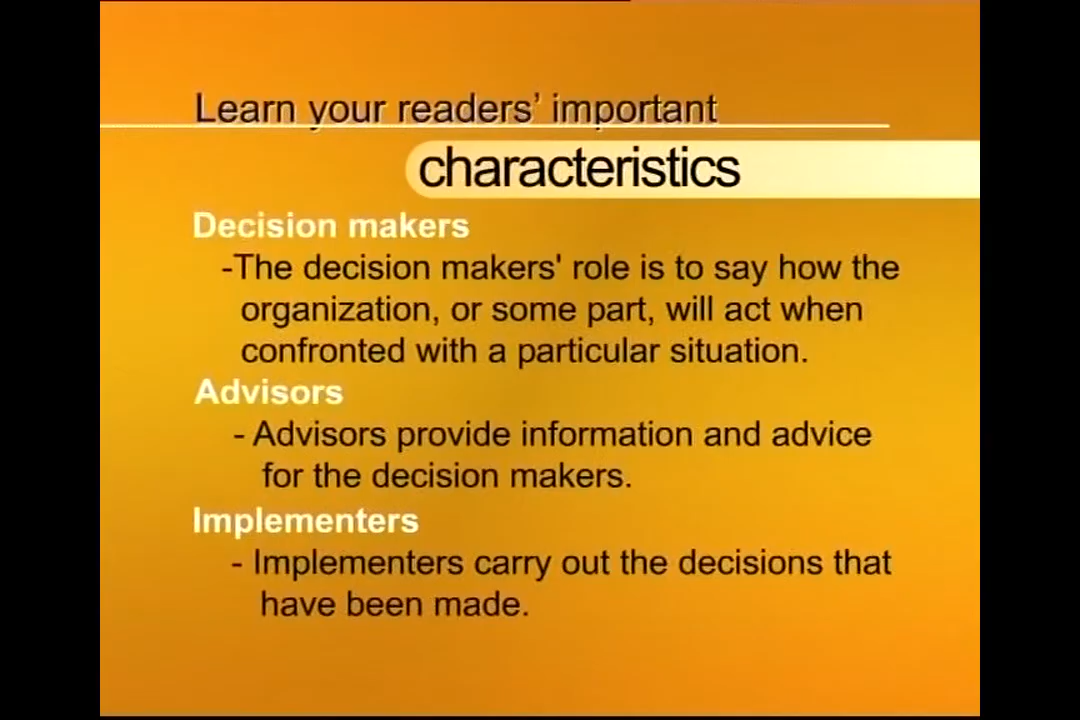 Learn your readers’ important
characteristics
Decision makers
-The decision makers' role is to say how the
organization, or some part, will act when
confronted with a particular situation.
Advisors
- Advisors provide information and advice
for the decision makers.
Implementers
- Implementers carry out the decisions that
have been made.